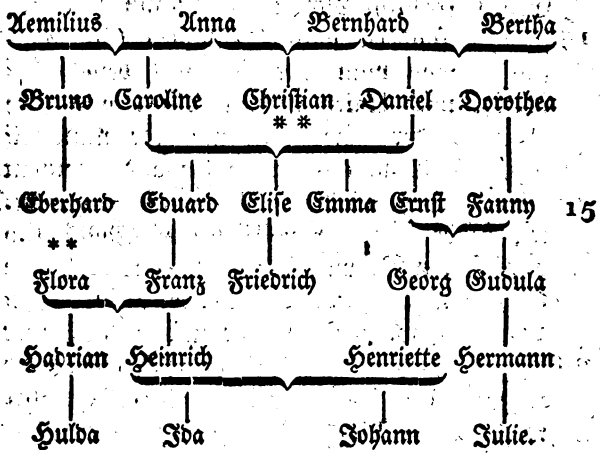 Aemilius Anna Bernhard Bertha
Bruno Caroline Christian Daniel Dorothea
* *
Eberhard Eduard Elise Emma Ernst Fanny 15
* *
Flora Franz Friedrich Georg Gudula
Hadrian Heinrich Henriette Hermann
Hulda Ida Johann Julie.